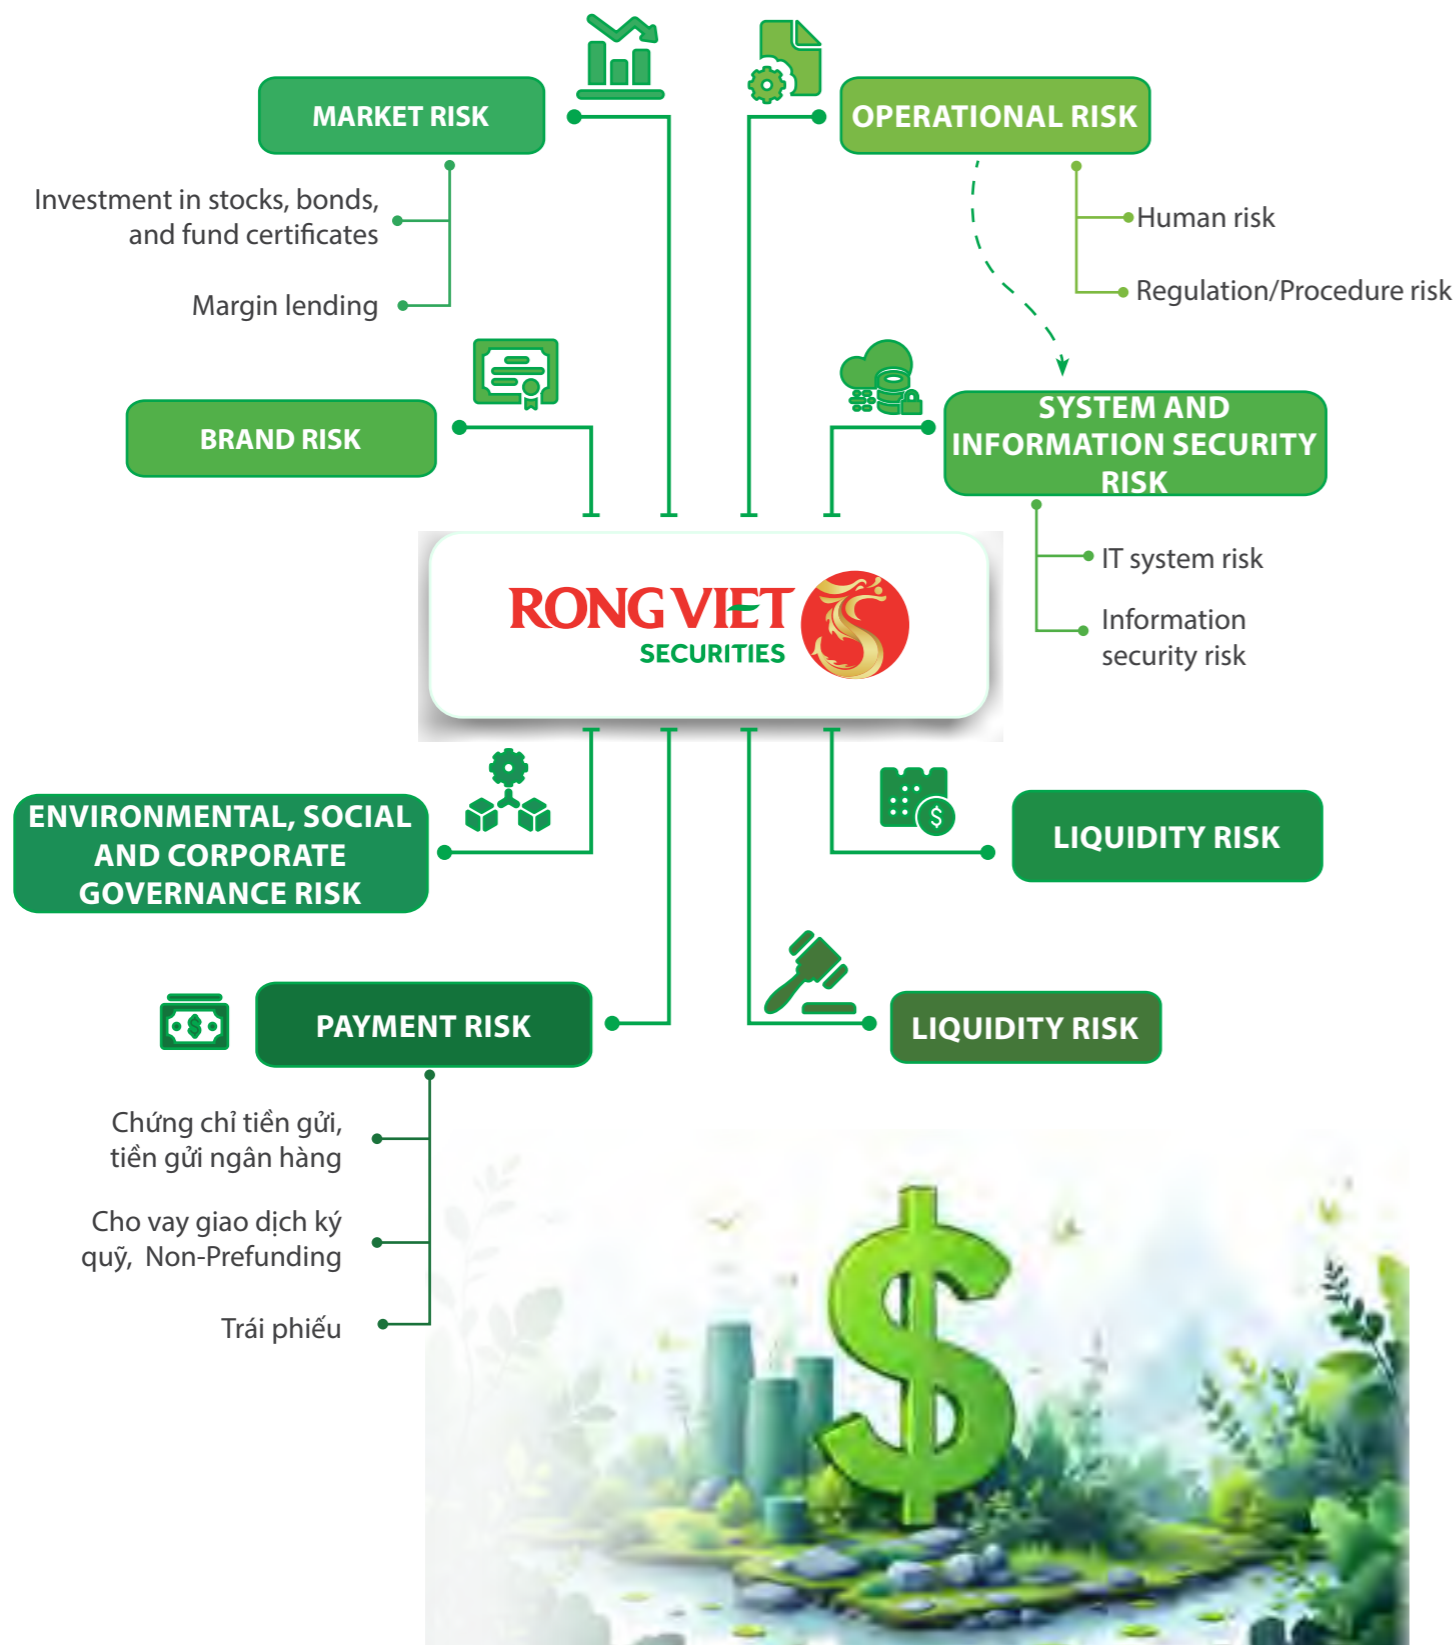 MARKET RISK
Investment in stocks, bonds,
and fund certificates
Margin lending
OPERATIONAL RISK
Human risk
Regulation/Procedure risk
BRAND RISK
SYSTEM AND
INFORMATION SECURITY
RISK
IT system risk
Information
security risk
RONG VIET
SECURITIES
ENVIRONMENTAL, SOCIAL
AND CORPORATE
GOVERNANCE RISK
LIQUIDITY RISK
PAYMENT RISK
Chứng chỉ tiền gửi,
tiền gửi ngân hàng
Cho vay giao dịch ký
quỹ, Non-Prefunding
Trái phiếu
LIQUIDITY RISK